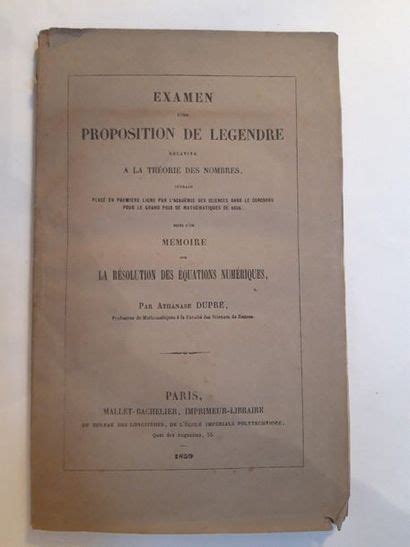 EXAMEN
D'UNE
PROPOSITION DE LEGENDRE
RELATIVE
A LA THÉORIE DES NOMBRES,
OUVRAGE
PLACÉ EN PREMIÈRE LIGNE PAR L'ACADÉMIE DES SCIENCES DANS LE CONCOURS
POUR LE GRAND PRIX DE MATHÉMATIQUES DE 1858,
SUIVI D'UN
MÉMOIRE
SUR
LA RÉSOLUTION DES ÉQUATIONS NUMÉRIQUES,
PAR ATHANASE DUPRÉ,
Professeur de Mathématiques à la Faculté des Sciences de Rennes.
PARIS,
MALLET-BACHELIER, IMPRIMEUR-LIBRAIRE
DU BUREAU DES LONGITUDES, DE L'ÉCOLE IMPÉRIALE POLYTECHNIQUE,
Quai des Augustins, 55.
1859